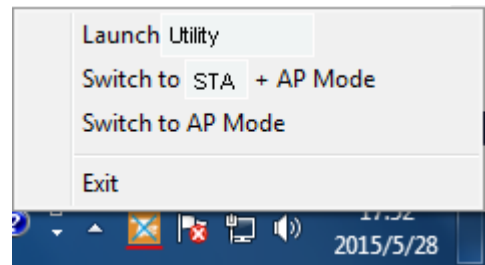 Launch Utility
Switch to STA + AP Mode
Switch to AP Mode
Exit
2015/5/28